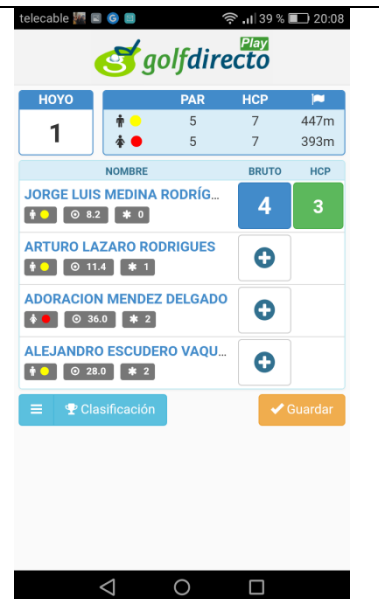 telecable 39 % 20:08
golfdirecto Play
HOYO PAR HCP
1
5 7 447m
5 7 393m
NOMBRE BRUTO HCP
JORGE LUIS MEDINA RODRÍG...
8.2 0
4 3
ARTURO LAZARO RODRIGUES
11.4 1
ADORACION MENDEZ DELGADO
36.0 2
ALEJANDRO ESCUDERO VAQU...
28.0 2
Clasificación Guardar